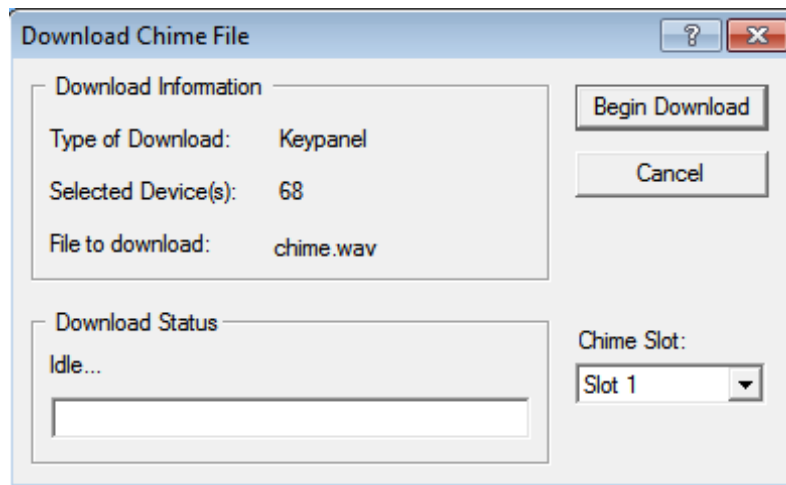 Download Chime File
Download Information
Type of Download: Keypanel
Selected Device(s): 68
File to download: chime.wav
Begin Download
Cancel
Download Status
Idle...
Chime Slot:
Slot 1